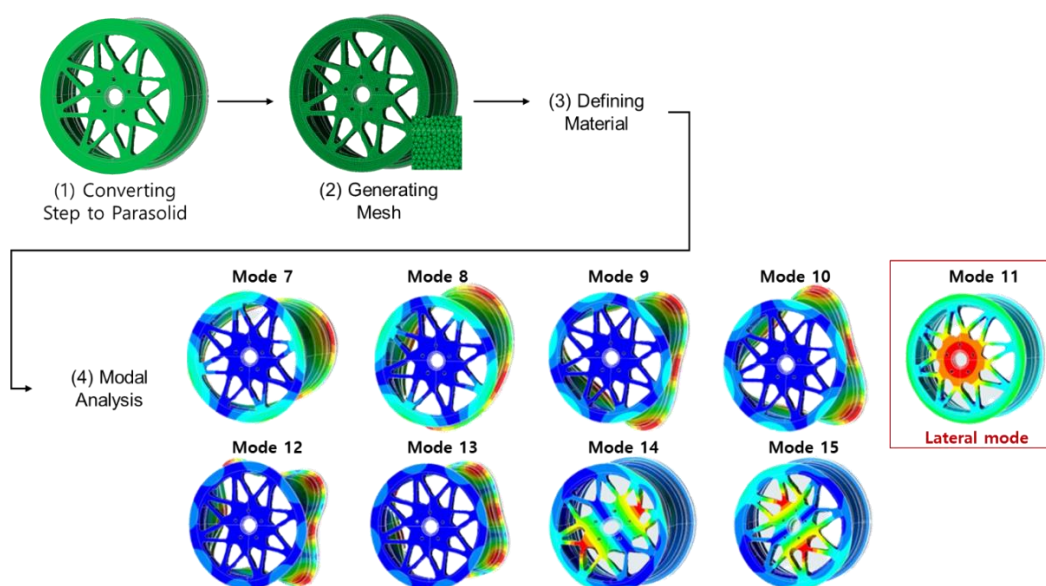 (1) Converting
Step to Parasolid
(2) Generating
Mesh
(3) Defining
Material
(4) Modal
Analysis
Mode 7
Mode 8
Mode 9
Mode 10
Mode 11
Lateral mode
Mode 12
Mode 13
Mode 14
Mode 15